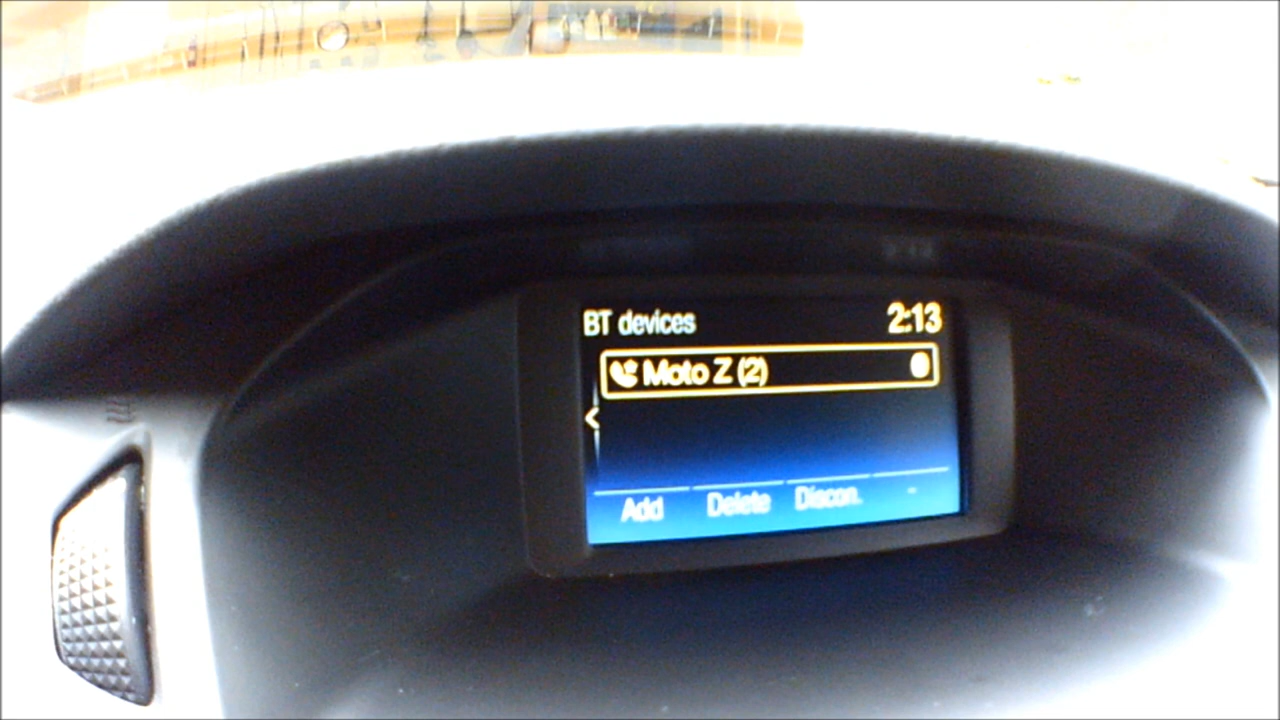 BT devices 2:13
Moto Z (2)
Add Delete Discon. -